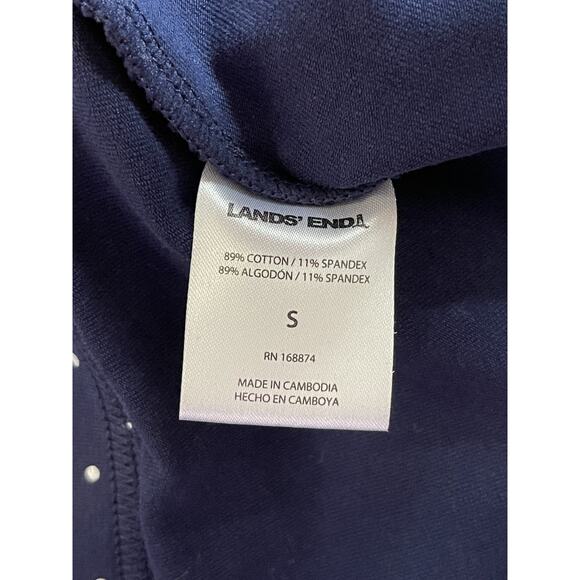 LANDS' END
89% COTTON / 11% SPANDEX
89% ALGODÓN / 11% SPANDEX
S
RN 168874
MADE IN CAMBODIA
HECHO EN CAMBOYA